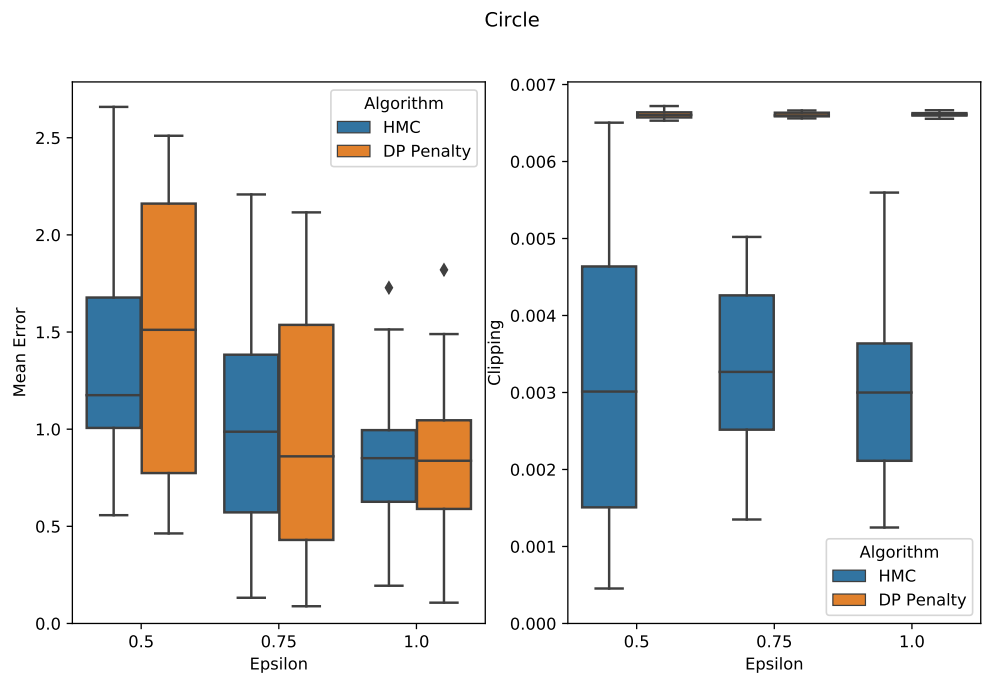 Circle
Mean Error
2.5
2.0
1.5
1.0
0.5
0.0
Algorithm
HMC
DP Penalty
0.5
0.75
1.0
Epsilon
Clipping
0.007
0.006
0.005
0.004
0.003
0.002
0.001
0.000
Algorithm
HMC
DP Penalty
0.5
0.75
1.0
Epsilon